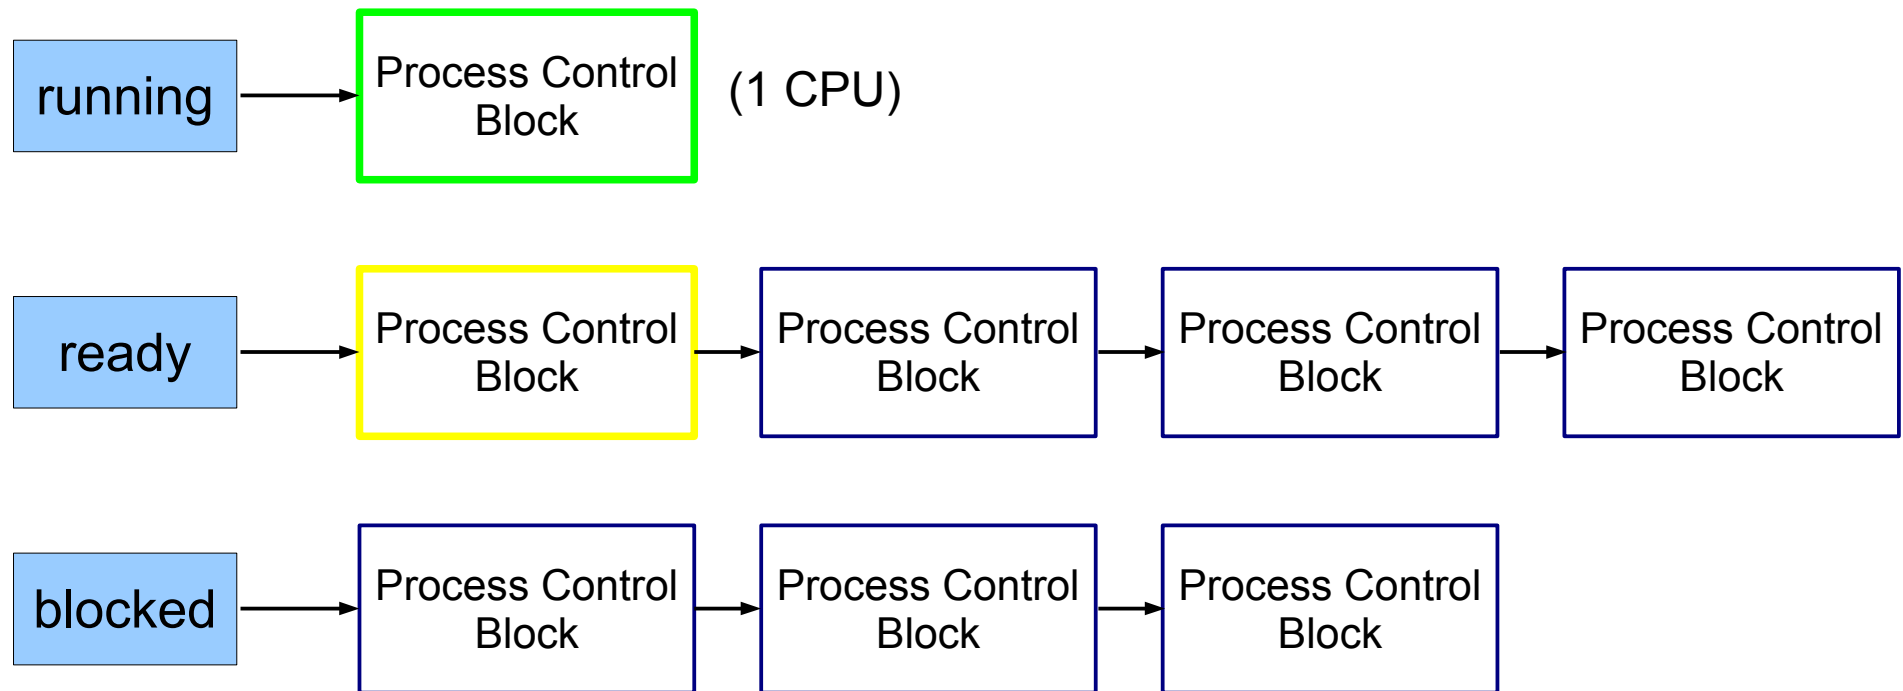 running
Process Control
Block
(1 CPU)
ready
Process Control
Block
Process Control
Block
Process Control
Block
Process Control
Block
blocked
Process Control
Block
Process Control
Block
Process Control
Block